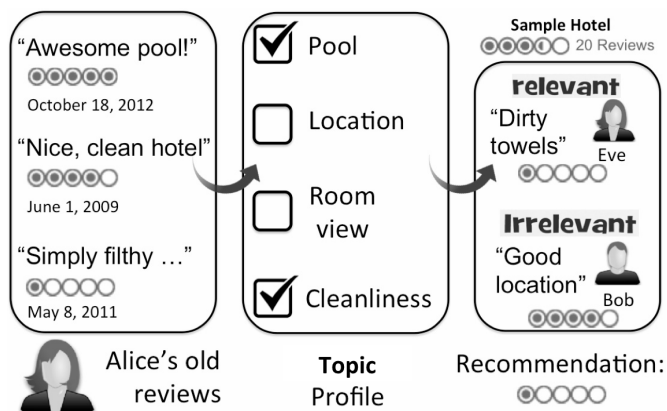 “Awesome pool!”
October 18, 2012
“Nice, clean hotel”
June 1, 2009
“Simply filthy …”
May 8, 2011
Alice’s old
reviews
Pool
Location
Room
view
Cleanliness
Topic
Profile
Sample Hotel
20 Reviews
relevant
“Dirty
towels”
Eve
Irrelevant
“Good
location”
Bob
Recommendation: